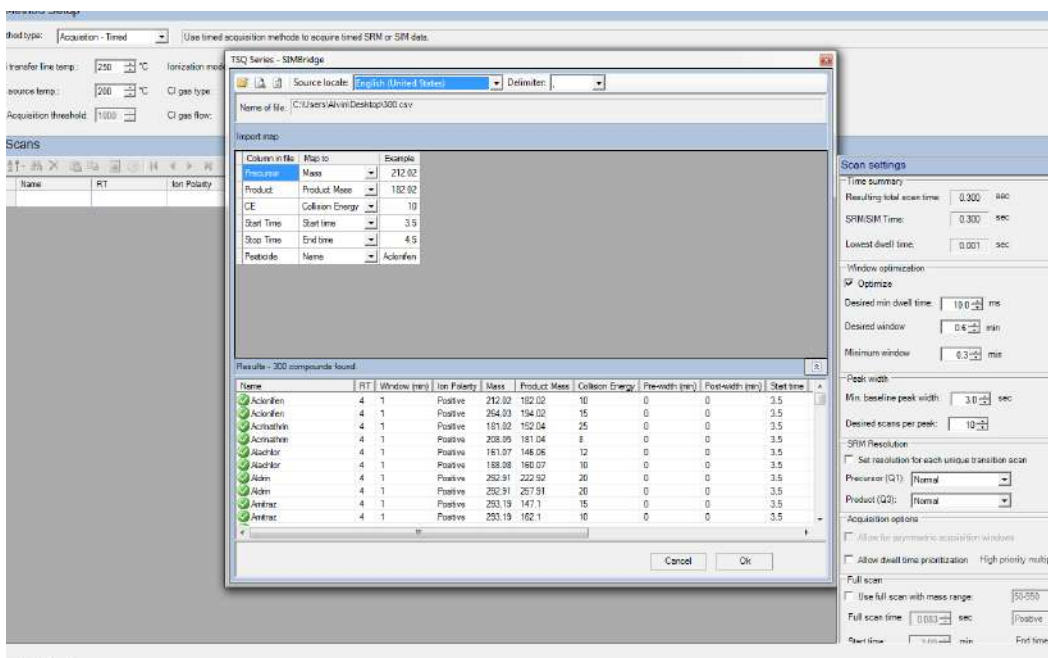 Method Setup
thod type: Acquisition - Timed Use timed acquisition methods to acquire timed SRM or SIM data.
transfer line temp.: 250 °C Ionization mode
source temp.: 200 °C CI gas type:
Acquisition threshold: 1000 CI gas flow:
Scans
Name RT Ion Polarity
TSQ Series - SIMBridge
Source locale: English (United States) Delimiter: ,
Name of file: C:\Users\Alvin\Desktop\300.csv
Import map
Column in file Map to Example
Precursor Mass 212.02
Product Product Mass 182.02
CE Collision Energy 10
Start Time Start time 3.5
Stop Time End time 4.5
Pesticide Name Aclonifen
Results - 300 compounds found.
Name RT Window (min) Ion Polarity Mass Product Mass Collision Energy Pre-width (min) Post-width (min) Start time
Aclonifen 4 1 Positive 212.02 182.02 10 0 0 3.5
Aclonifen 4 1 Positive 264.03 194.02 15 0 0 3.5
Acrinathrin 4 1 Positive 181.02 152.04 25 0 0 3.5
Acrinathrin 4 1 Positive 208.05 181.04 8 0 0 3.5
Alachlor 4 1 Positive 161.07 146.06 12 0 0 3.5
Alachlor 4 1 Positive 188.08 160.07 10 0 0 3.5
Aldrin 4 1 Positive 262.91 222.92 20 0 0 3.5
Aldrin 4 1 Positive 262.91 257.91 20 0 0 3.5
Amitraz 4 1 Positive 293.19 147.1 15 0 0 3.5
Amitraz 4 1 Positive 293.19 162.1 10 0 0 3.5
Cancel Ok
Scan settings
Time summary
Resulting total scan time: 0.300 sec
SRM/SIM Time: 0.300 sec
Lowest dwell time: 0.001 sec
Window optimization
Optimize
Desired min dwell time: 10.0 ms
Desired window 0.6 min
Minimum window 0.3 min
Peak width
Min. baseline peak width: 3.0 sec
Desired scans per peak: 10
SRM Resolution
Set resolution for each unique transition scan
Precursor (Q1): Normal
Product (Q3): Normal
Acquisition options
Allow for asymmetric acquisition windows
Allow dwell time prioritization High priority multip
Full scan
Use full scan with mass range: 50-550
Full scan time: 0.083 sec Positive
Start time: min End time